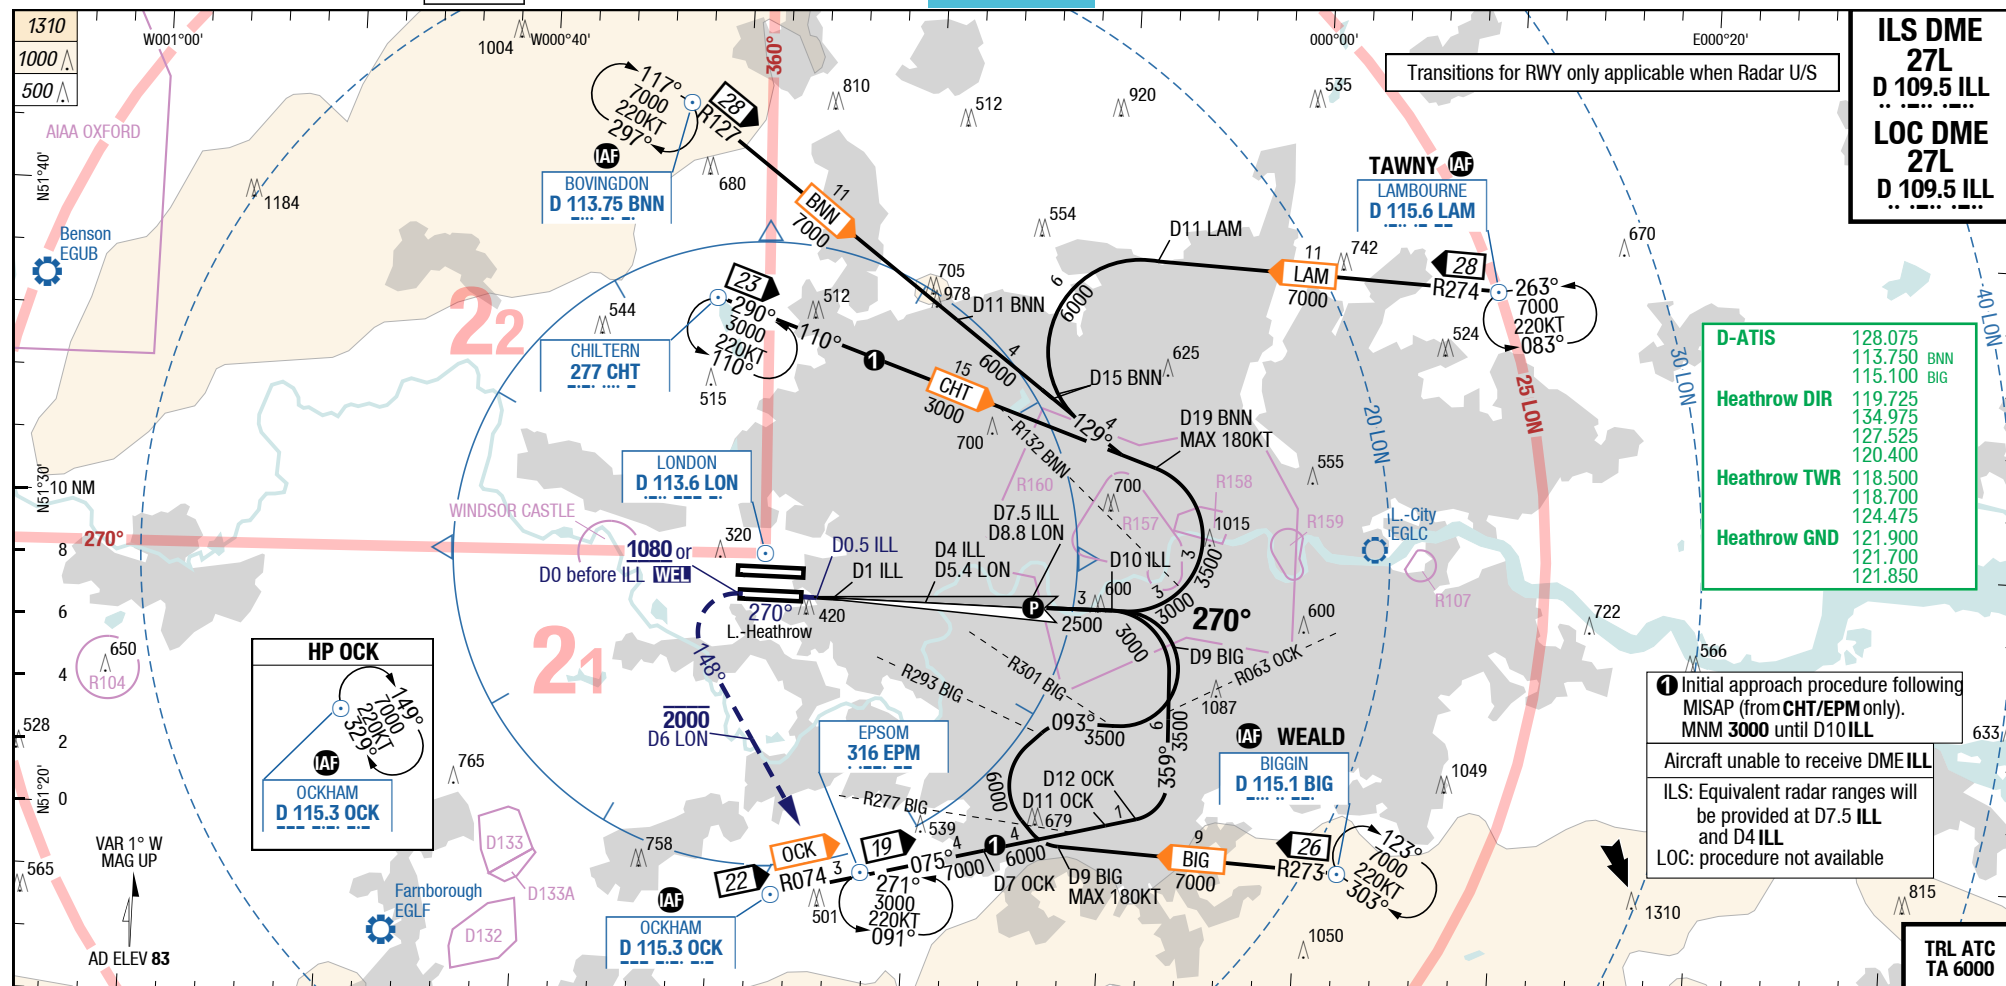 1310
1000
500
W001°00'
W000°40'
000°00'
E000°20'
1004
360°
810
512
920
535
Transitions for RWY only applicable when Radar U/S
ILS DME
27L
D 109.5 ILL
LOC DME
27L
D 109.5 ILL
AIAA OXFORD
N51°40'
1184
Benson
EGUB
117°
7000
220KT
297°
28
R127
IAF
BOVINGDON
D 113.75 BNN
680
11
BNN
7000
554
D11 LAM
TAWNY IAF
LAMBOURNE
D 115.6 LAM
742
670
11
LAM
7000
28
R274
263°
7000
220KT
083°
524
40 LON
30 LON
25 LON
20 LON
22
21
544
23
290°
3000
220KT
110°
512
110°
1
CHILTERN
277 CHT
515
705
978
D11 BNN
6
6000
4
6000
625
D15 BNN
15
CHT
3000
700
129°
4
D19 BNN
MAX 180KT
R132 BNN
555
D-ATIS 128.075
113.750 BNN
115.100 BIG
Heathrow DIR 119.725
134.975
127.525
120.400
Heathrow TWR 118.500
118.700
124.475
Heathrow GND 121.900
121.700
121.850
N51°30'
10 NM
8
6
4
2
0
270°
LONDON
D 113.6 LON
WINDSOR CASTLE
320
1080 or
D0 before ILL WEL
D0.5 ILL
D1 ILL
D4 ILL
D5.4 LON
D7.5 ILL
D8.8 LON
D10 ILL
R160
R157
R158
R159
R107
700
1015
L.-City
EGLC
600
600
722
566
3
3500
3
3000
3
2500
P
270°
270°
L.-Heathrow
420
148°
3000
D9 BIG
R063 OCK
R301 BIG
R293 BIG
1087
650
R104
528
HP OCK
149°
7000
220KT
329°
IAF
OCKHAM
D 115.3 OCK
2000
D6 LON
765
EPSOM
316 EPM
093°
3500
6
3500
359°
IAF WEALD
BIGGIN
D 115.1 BIG
1 Initial approach procedure following
MISAP (from CHT/EPM only).
MNM 3000 until D10 ILL
Aircraft unable to receive DME ILL
ILS: Equivalent radar ranges will
be provided at D7.5 ILL
and D4 ILL
LOC: procedure not available
633
1049
N51°20'
VAR 1° W
MAG UP
AD ELEV 83
565
D133
D133A
D132
758
Farnborough
EGLF
R277 BIG
539
6000
D12 OCK
D11 OCK
679
1
OCK
19
22
R074
3
075°
4
7000
1
4
6000
D7 OCK
D9 BIG
MAX 180KT
9
BIG
7000
26
R273
123°
7000
220KT
303°
271°
3000
220KT
091°
501
IAF
OCKHAM
D 115.3 OCK
1050
1310
815
TRL ATC
TA 6000